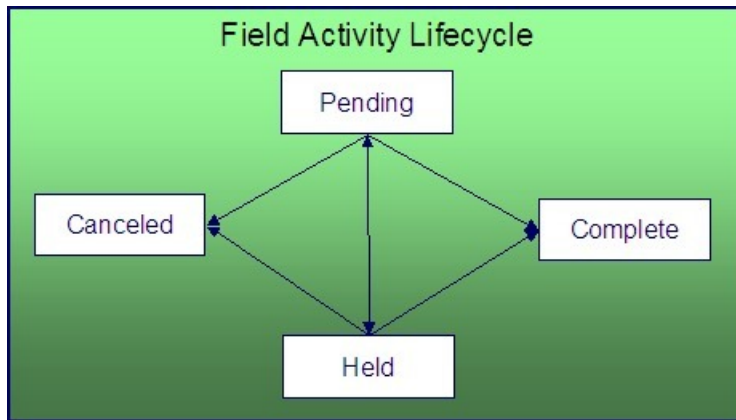 Field Activity Lifecycle
Pending
Canceled
Complete
Held